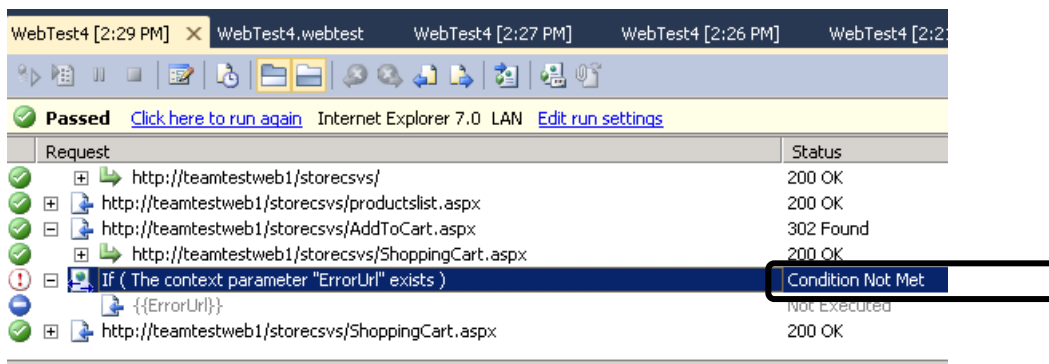 WebTest4 [2:29 PM] WebTest4.webtest WebTest4 [2:27 PM] WebTest4 [2:26 PM] WebTest4 [2:2
Passed Click here to run again Internet Explorer 7.0 LAN Edit run settings
Request Status
http://teamtestweb1/storecsvs/ 200 OK
http://teamtestweb1/storecsvs/productslist.aspx 200 OK
http://teamtestweb1/storecsvs/AddToCart.aspx 302 Found
http://teamtestweb1/storecsvs/ShoppingCart.aspx 200 OK
If ( The context parameter "ErrorUrl" exists ) Condition Not Met
{{ErrorUrl}} Not Executed
http://teamtestweb1/storecsvs/ShoppingCart.aspx 200 OK